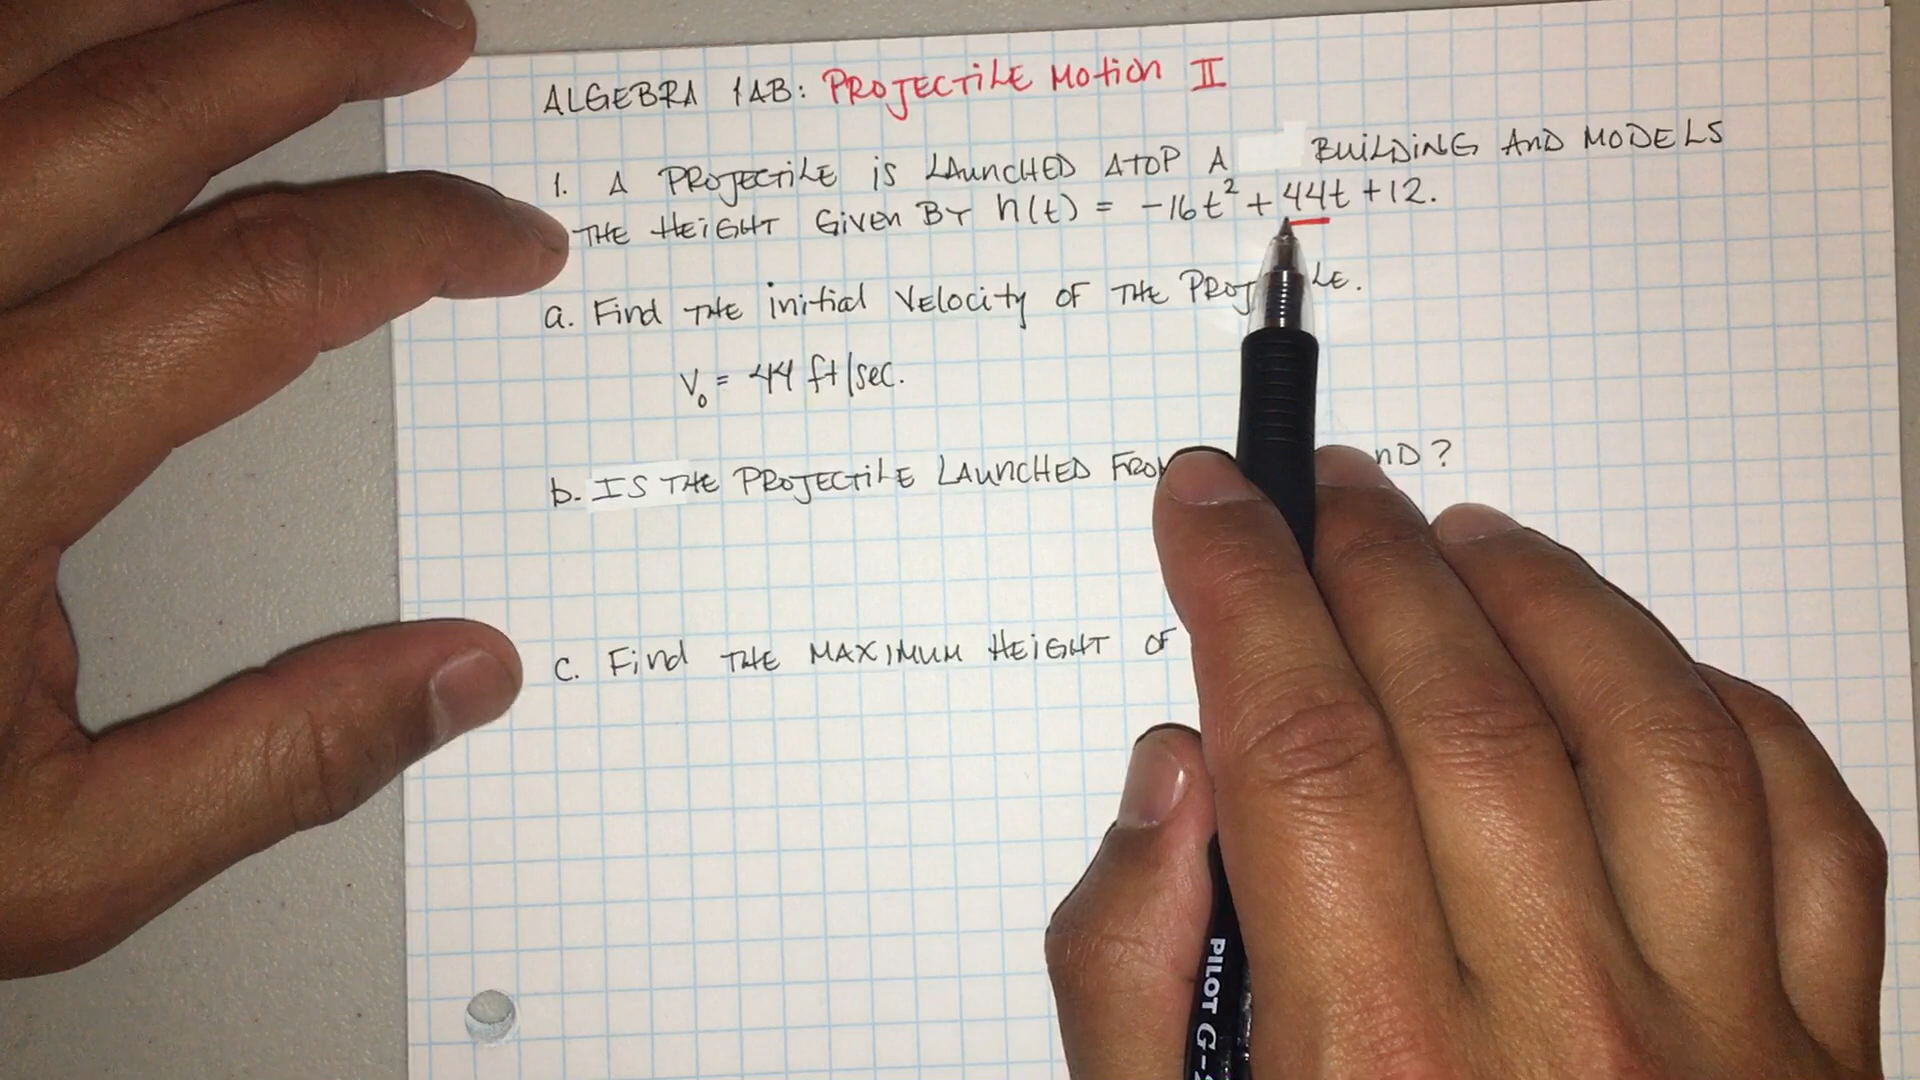 ALGEBRA 1AB: PROJECTILE MOTION II
1. A PROJECTILE IS LAUNCHED ATOP A BUILDING AND MODELS
THE HEIGHT GIVEN BY h(t) = -16t² + 44t + 12.
a. Find THE initial VELOCITY OF THE PROJ LE.
V₀ = 44 ft/sec.
b. IS THE PROJECTILE LAUNCHED FROM ND?
C. Find THE MAXIMUM HEIGHT OF
PILOT G-2